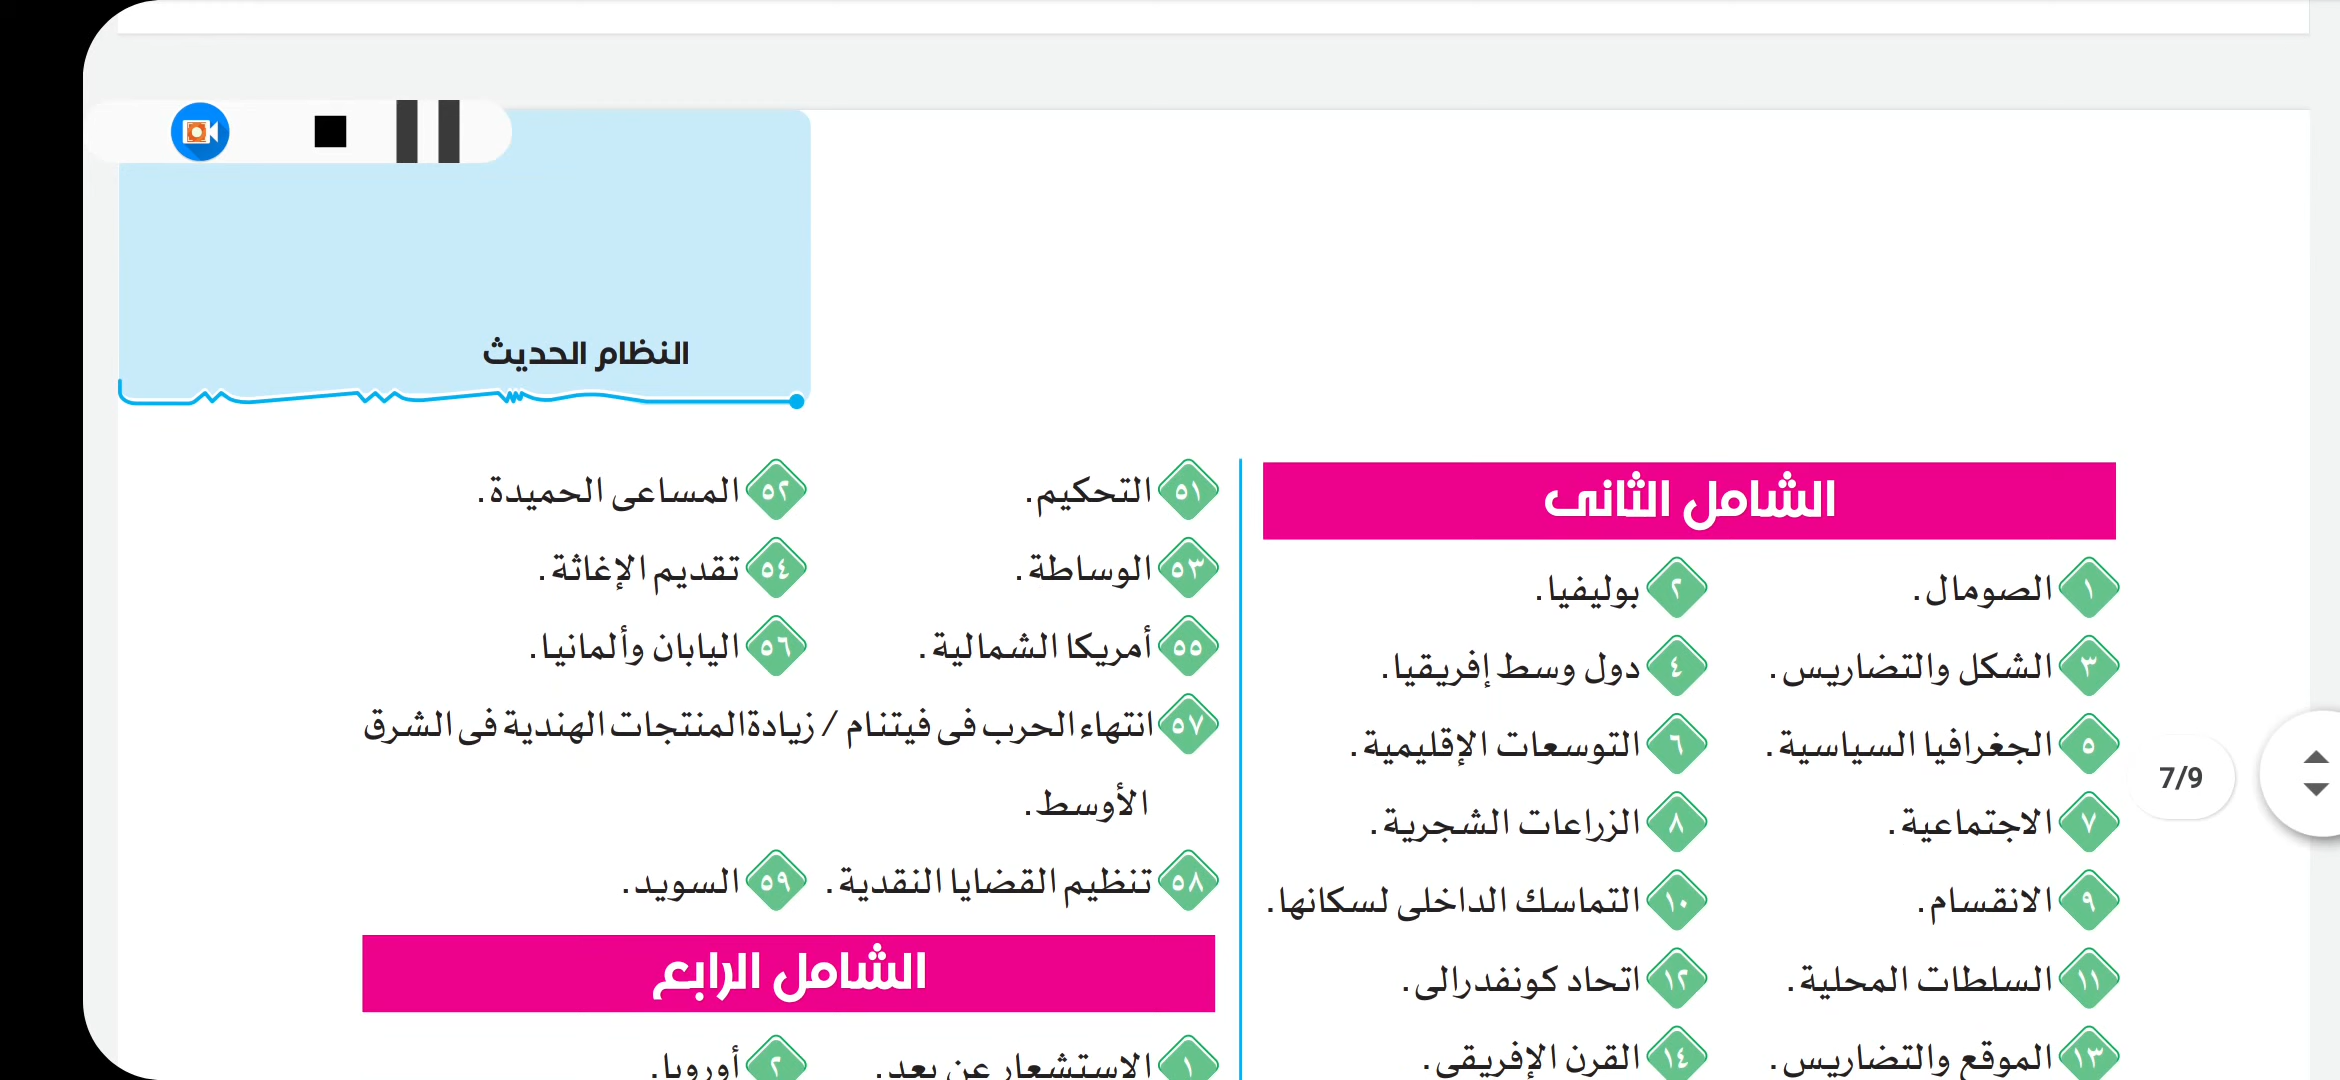 النظام الحديث
الشامل الثانى
١ الصومال. ٢ بوليفيا.
٣ الشكل والتضاريس. ٤ دول وسط إفريقيا.
٥ الجغرافيا السياسية. ٦ التوسعات الإقليمية.
٧ الاجتماعية. ٨ الزراعات الشجرية.
٩ الانقسام. ١٠ التماسك الداخلى لسكانها.
١١ السلطات المحلية. ١٢ اتحاد كونفدرالى.
١٣ الموقع والتضاريس. ١٤ القرن الإفريقى.
٥١ التحكيم. ٥٢ المساعى الحميدة.
٥٣ الوساطة. ٥٤ تقديم الإغاثة.
٥٥ أمريكا الشمالية. ٥٦ اليابان وألمانيا.
٥٧ انتهاء الحرب فى فيتنام / زيادة المنتجات الهندية فى الشرق
الأوسط.
٥٨ تنظيم القضايا النقدية. ٥٩ السويد.
الشامل الرابع
١ الاستشعار عن بعد. ٢ أوروبا.
7/9